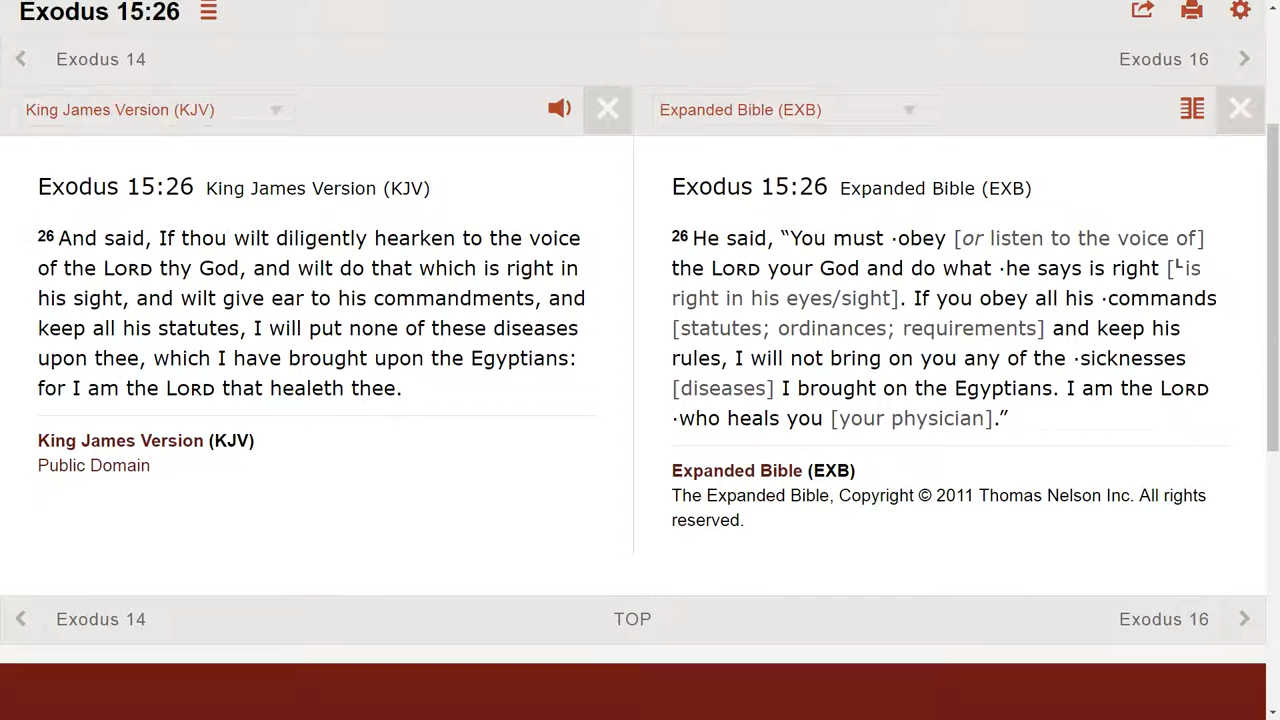 Exodus 15:26
Exodus 14
Exodus 16
King James Version (KJV)
Expanded Bible (EXB)
Exodus 15:26 King James Version (KJV)
26 And said, If thou wilt diligently hearken to the voice
of the LORD thy God, and wilt do that which is right in
his sight, and wilt give ear to his commandments, and
keep all his statutes, I will put none of these diseases
upon thee, which I have brought upon the Egyptians:
for I am the LORD that healeth thee.
King James Version (KJV)
Public Domain
Exodus 15:26 Expanded Bible (EXB)
26 He said, “You must ·obey [or listen to the voice of]
the LORD your God and do what ·he says is right [ᴸis
right in his eyes/sight]. If you obey all his ·commands
[statutes; ordinances; requirements] and keep his
rules, I will not bring on you any of the ·sicknesses
[diseases] I brought on the Egyptians. I am the LORD
·who heals you [your physician].”
Expanded Bible (EXB)
The Expanded Bible, Copyright © 2011 Thomas Nelson Inc. All rights
reserved.
Exodus 14
TOP
Exodus 16